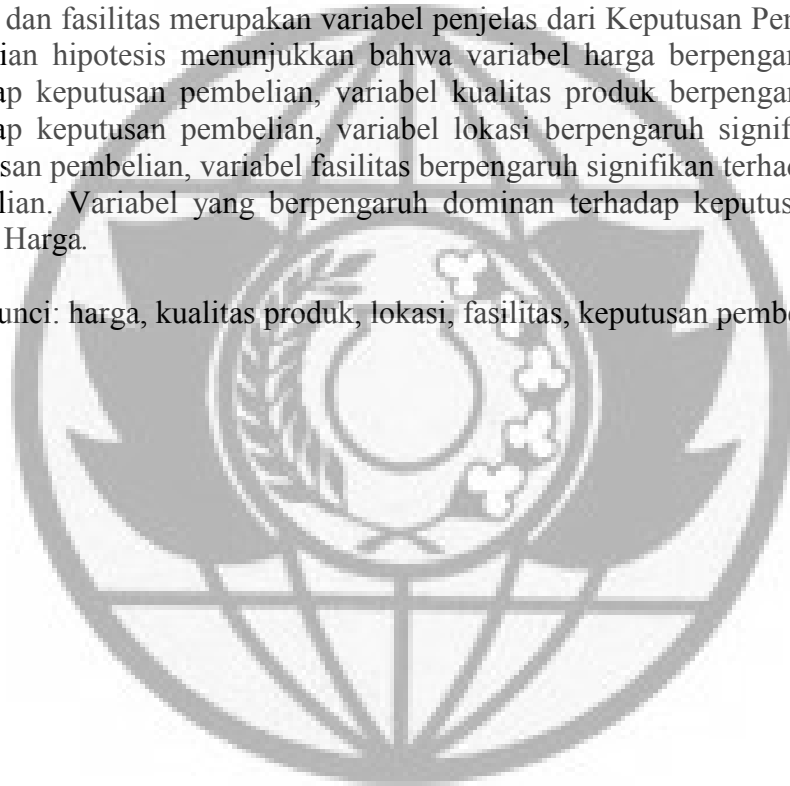 dan fasilitas merupakan variabel penjelas dari Keputusan Pen
ian hipotesis menunjukkan bahwa variabel harga berpengar
ap keputusan pembelian, variabel kualitas produk berpengar
ap keputusan pembelian, variabel lokasi berpengaruh signif
san pembelian, variabel fasilitas berpengaruh signifikan terhad
lian. Variabel yang berpengaruh dominan terhadap keputus
Harga.
unci: harga, kualitas produk, lokasi, fasilitas, keputusan pembe